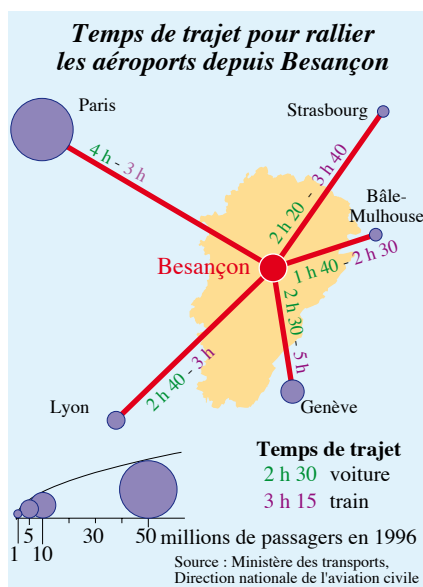 Temps de trajet pour rallier
les aéroports depuis Besançon
Paris
Strasbourg
4 h - 3 h
2 h 20 - 3 h 40
Bâle-
Mulhouse
Besançon
1 h 40 - 2 h 30
2 h 30 - 5 h
2 h 40 - 3 h
Lyon
Genève
Temps de trajet
2 h 30 voiture
3 h 15 train
1 5 10 30 50 millions de passagers en 1996
Source : Ministère des transports,
Direction nationale de l'aviation civile